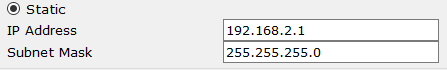 Static
IP Address 192.168.2.1
Subnet Mask 255.255.255.0